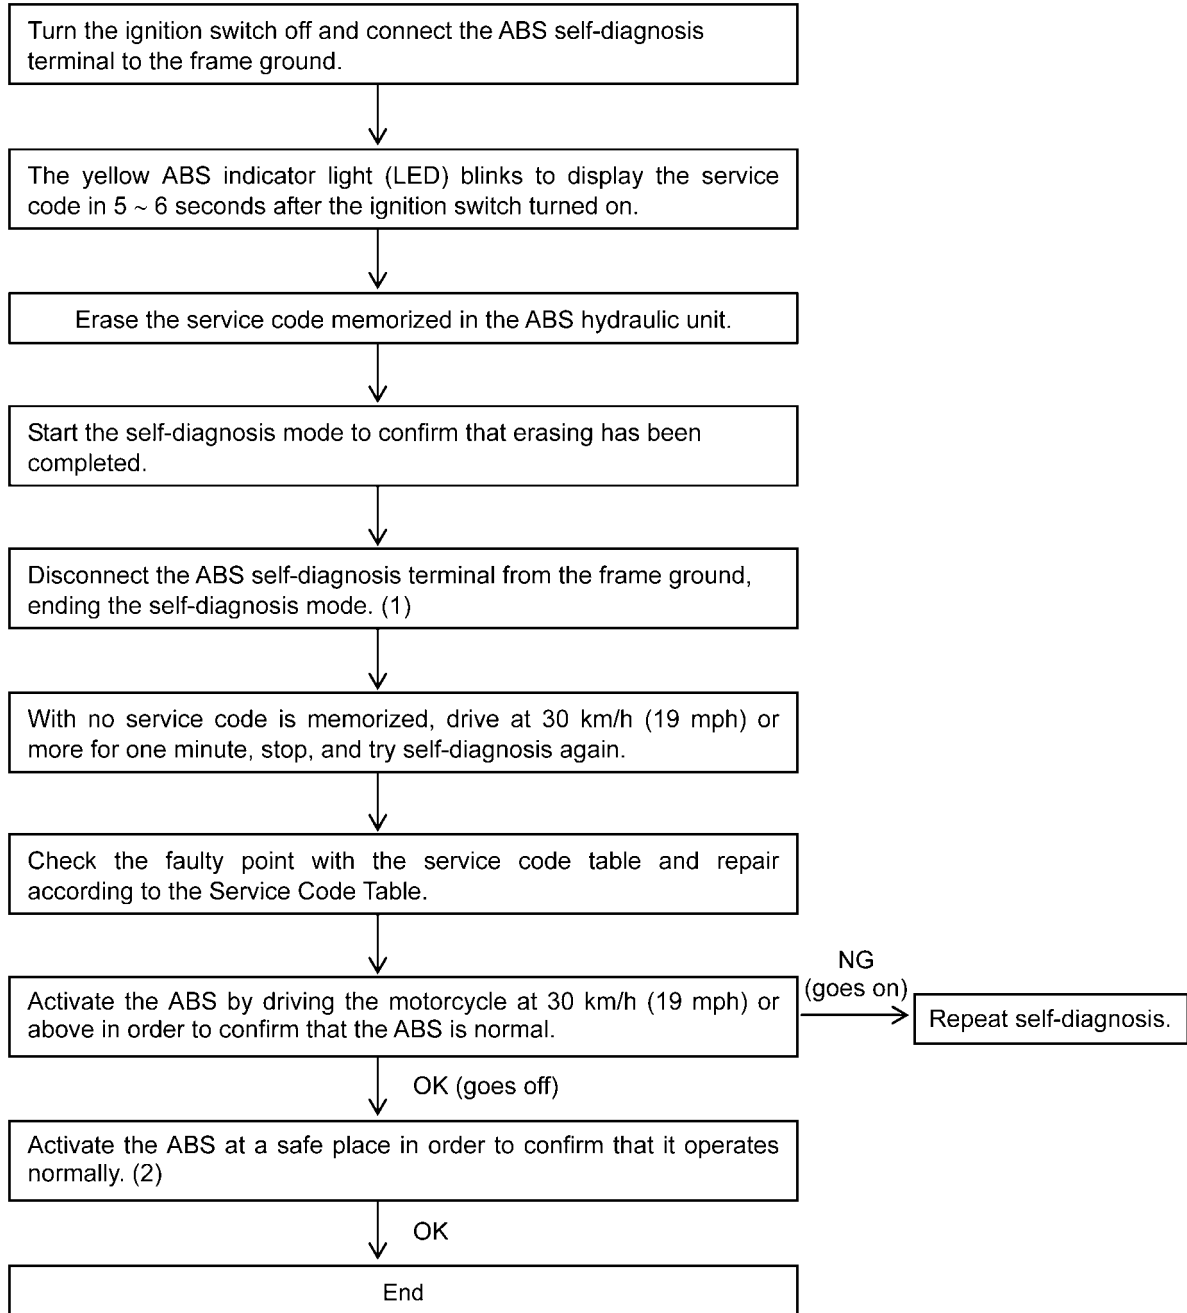 Turn the ignition switch off and connect the ABS self-diagnosis
terminal to the frame ground.
The yellow ABS indicator light (LED) blinks to display the service
code in 5 ~ 6 seconds after the ignition switch turned on.
Erase the service code memorized in the ABS hydraulic unit.
Start the self-diagnosis mode to confirm that erasing has been
completed.
Disconnect the ABS self-diagnosis terminal from the frame ground,
ending the self-diagnosis mode. (1)
With no service code is memorized, drive at 30 km/h (19 mph) or
more for one minute, stop, and try self-diagnosis again.
Check the faulty point with the service code table and repair
according to the Service Code Table.
Activate the ABS by driving the motorcycle at 30 km/h (19 mph) or
above in order to confirm that the ABS is normal.
NG
(goes on)
Repeat self-diagnosis.
OK (goes off)
Activate the ABS at a safe place in order to confirm that it operates
normally. (2)
OK
End